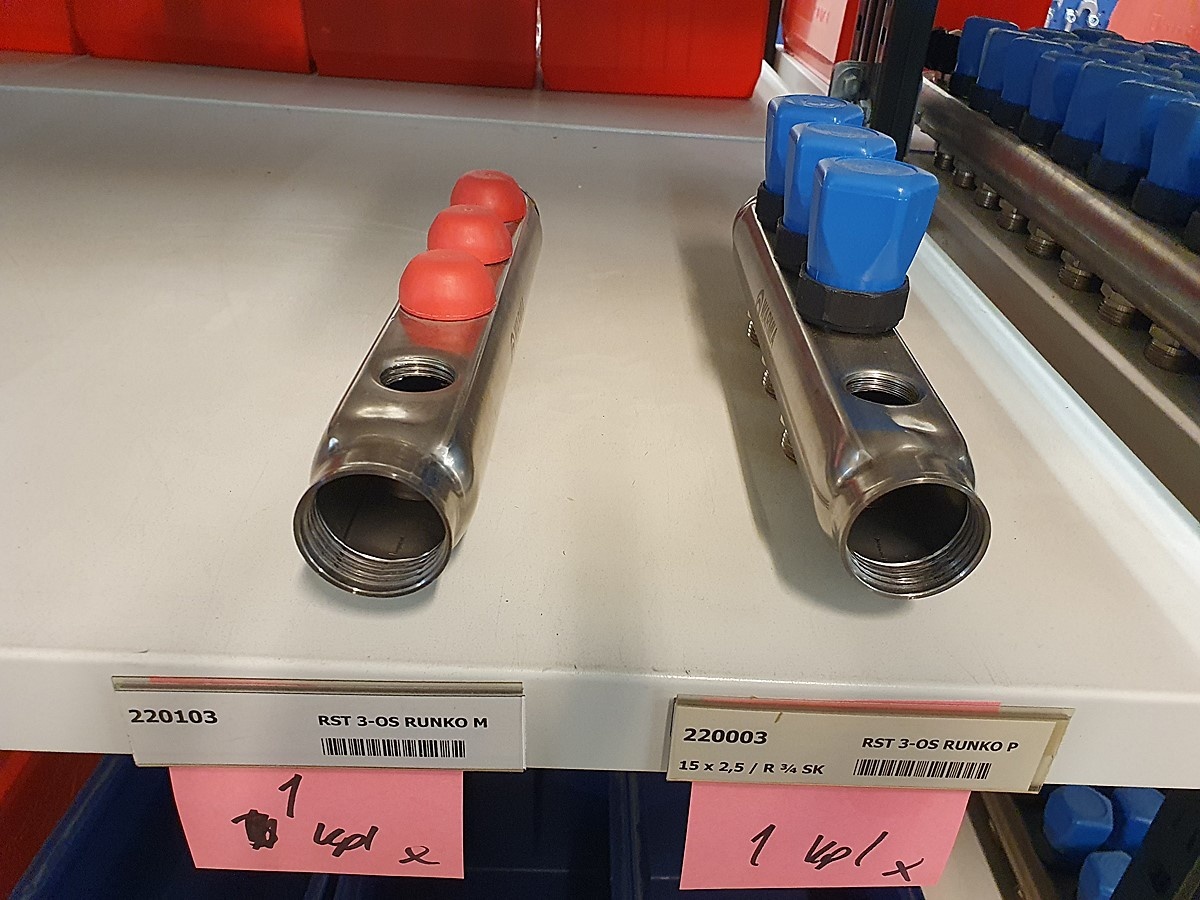 220103
RST 3-OS RUNKO M
1
kpl x
220003
RST 3-OS RUNKO P
15 x 2,5 / R ¾ SK
1 kpl x